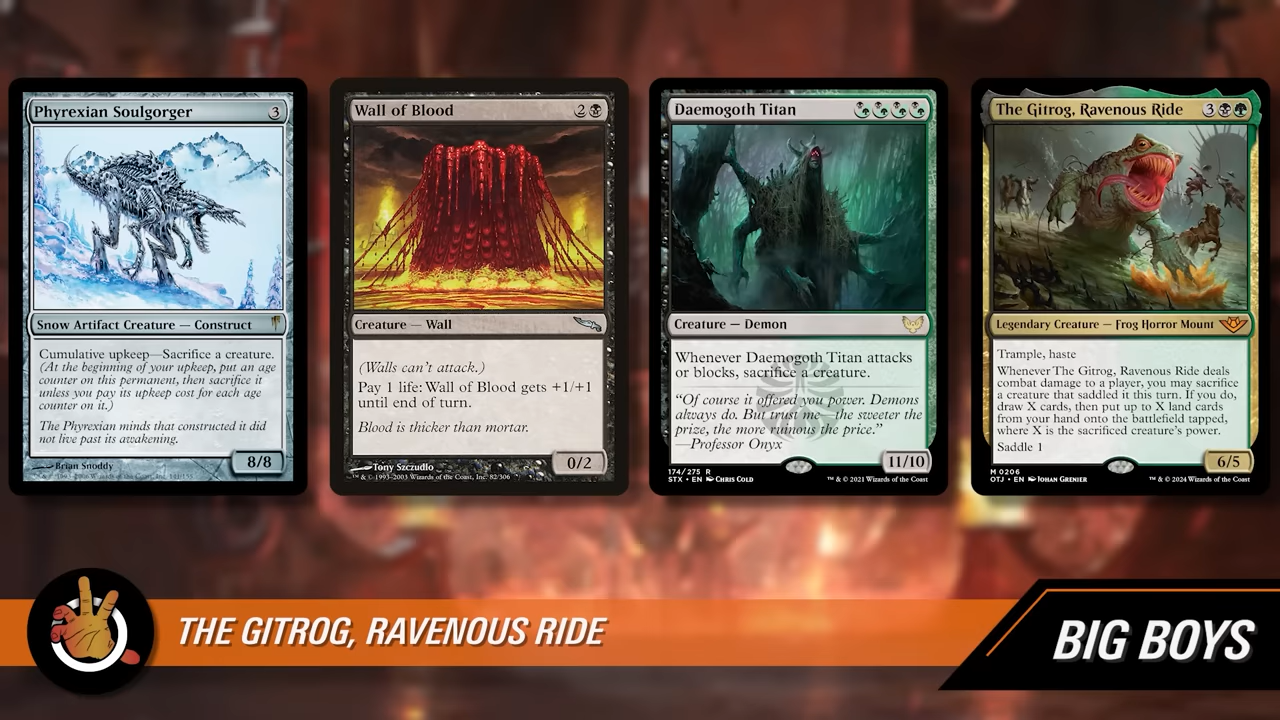 Phyrexian Soulgorger 3
Snow Artifact Creature — Construct
Cumulative upkeep—Sacrifice a creature.
(At the beginning of your upkeep, put an age
counter on this permanent, then sacrifice it
unless you pay its upkeep cost for each age
counter on it.)
The Phyrexian minds that constructed it did
not live past its awakening.
Brian Snoddy
8/8
Wall of Blood 2
Creature — Wall
(Walls can't attack.)
Pay 1 life: Wall of Blood gets +1/+1
until end of turn.
Blood is thicker than mortar.
Tony Szczudlo
0/2
™ & © 1993-2003 Wizards of the Coast, Inc. 82/306
Daemogoth Titan
Creature — Demon
Whenever Daemogoth Titan attacks
or blocks, sacrifice a creature.
"Of course it offered you power. Demons
always do. But trust me—the sweeter the
prize, the more ruinous the price."
—Professor Onyx
11/10
174/275 R
STX • EN Chris Cold
™ & © 2021 Wizards of the Coast
The Gitrog, Ravenous Ride 3
Legendary Creature — Frog Horror Mount
Trample, haste
Whenever The Gitrog, Ravenous Ride deals
combat damage to a player, you may sacrifice
a creature that saddled it this turn. If you do,
draw X cards, then put up to X land cards
from your hand onto the battlefield tapped,
where X is the sacrificed creature's power.
Saddle 1
6/5
M 0206
OTJ • EN Johan Grenier
™ & © 2024 Wizards of the Coast
THE GITROG, RAVENOUS RIDE
BIG BOYS